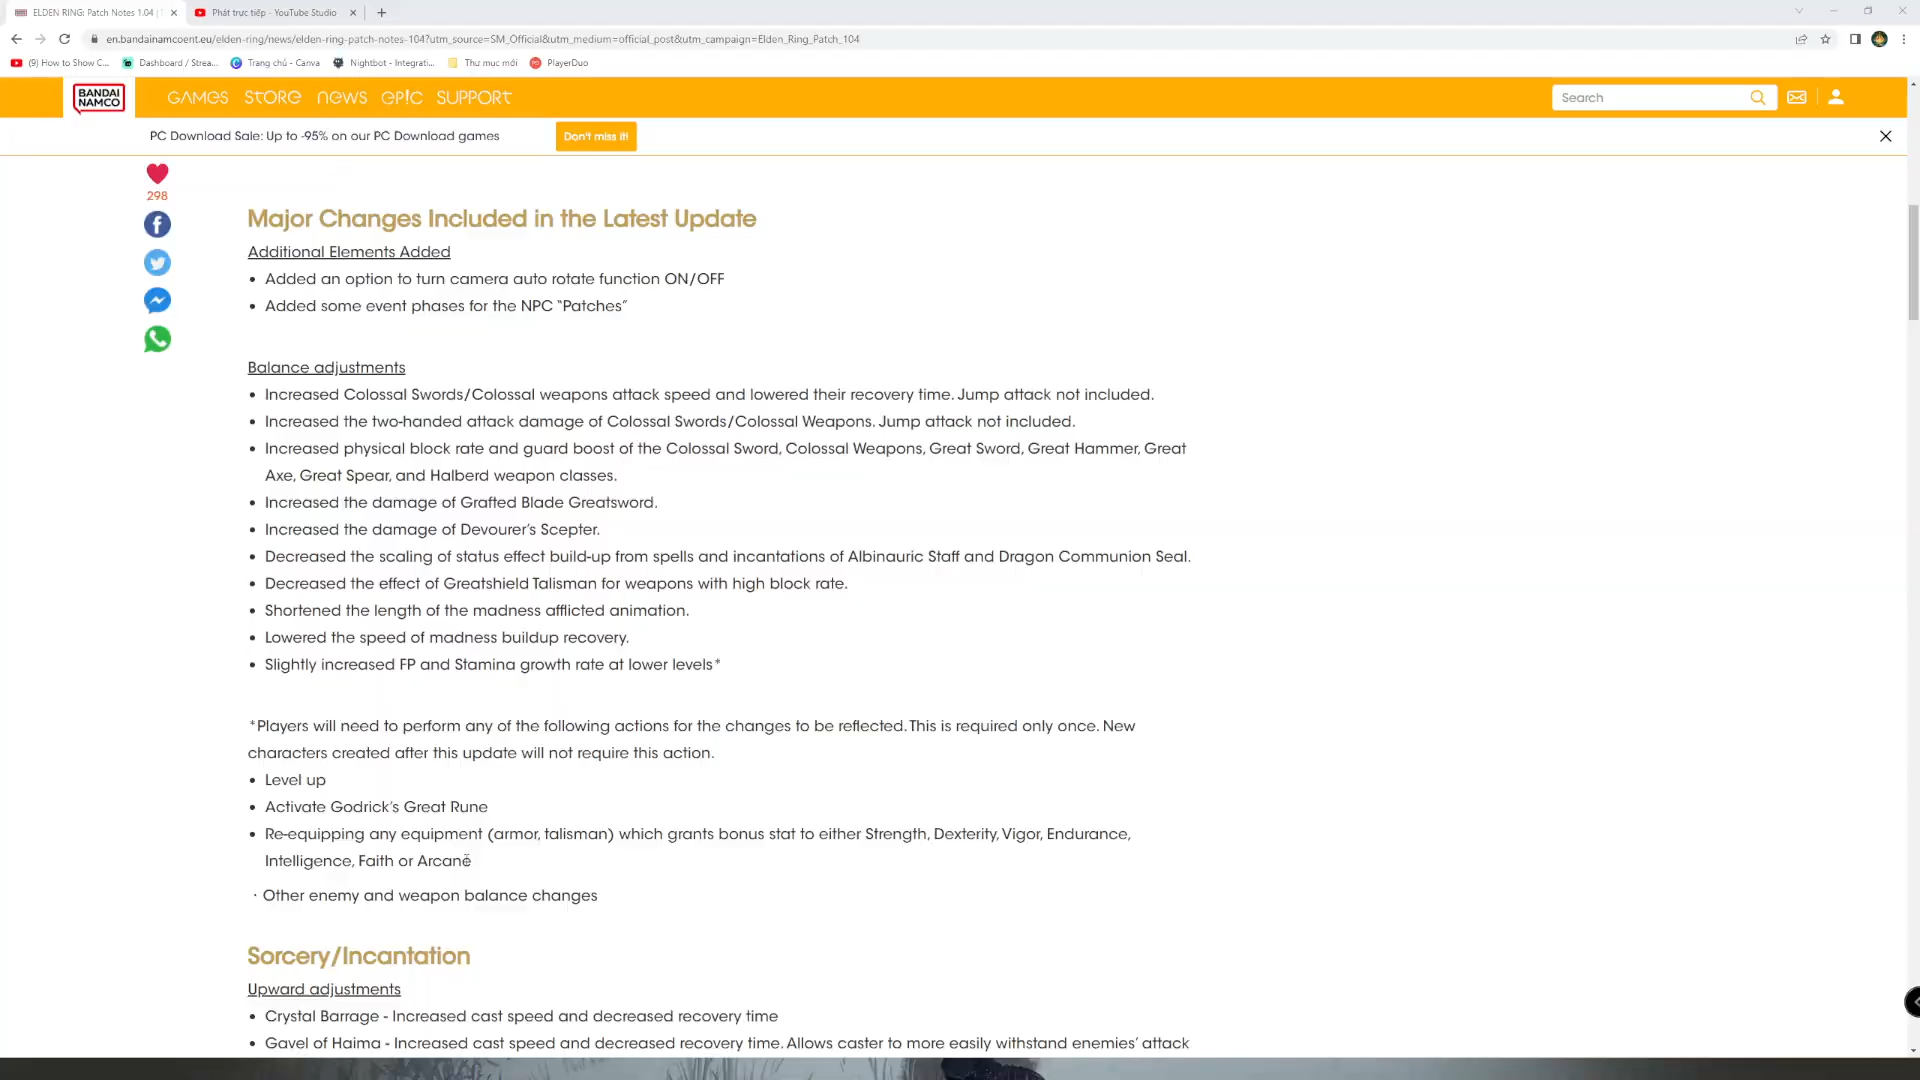 ELDEN RING: Patch Notes 1.04 |
Phát trực tiếp - YouTube Studio
en.bandainamcoent.eu/elden-ring/news/elden-ring-patch-notes-104?utm_source=SM_Official&utm_medium=official_post&utm_campaign=Elden_Ring_Patch_104
(9) How to Show C...
Dashboard / Strea...
Trang chủ - Canva
Nightbot - Integrati...
Thư mục mới
PlayerDuo
BANDAI NAMCO
GAMES STORE NEWS EPIC SUPPORT
Search
PC Download Sale: Up to -95% on our PC Download games
Don't miss it!
298
Major Changes Included in the Latest Update
Additional Elements Added
• Added an option to turn camera auto rotate function ON/OFF
• Added some event phases for the NPC “Patches”
Balance adjustments
• Increased Colossal Swords/Colossal weapons attack speed and lowered their recovery time. Jump attack not included.
• Increased the two-handed attack damage of Colossal Swords/Colossal Weapons. Jump attack not included.
• Increased physical block rate and guard boost of the Colossal Sword, Colossal Weapons, Great Sword, Great Hammer, Great
Axe, Great Spear, and Halberd weapon classes.
• Increased the damage of Grafted Blade Greatsword.
• Increased the damage of Devourer’s Scepter.
• Decreased the scaling of status effect build-up from spells and incantations of Albinauric Staff and Dragon Communion Seal.
• Decreased the effect of Greatshield Talisman for weapons with high block rate.
• Shortened the length of the madness afflicted animation.
• Lowered the speed of madness buildup recovery.
• Slightly increased FP and Stamina growth rate at lower levels*
*Players will need to perform any of the following actions for the changes to be reflected. This is required only once. New
characters created after this update will not require this action.
• Level up
• Activate Godrick’s Great Rune
• Re-equipping any equipment (armor, talisman) which grants bonus stat to either Strength, Dexterity, Vigor, Endurance,
Intelligence, Faith or Arcane
· Other enemy and weapon balance changes
Sorcery/Incantation
Upward adjustments
• Crystal Barrage - Increased cast speed and decreased recovery time
• Gavel of Haima - Increased cast speed and decreased recovery time. Allows caster to more easily withstand enemies’ attack